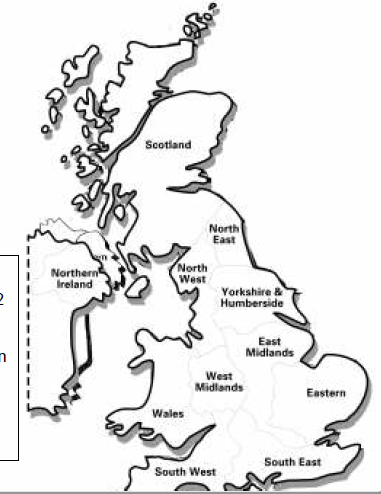 Scotland
North
East
North
West
Northern
Ireland
2
Yorkshire &
Humberside
n
East
Midlands
West
Midlands
Eastern
Wales
South West
South East